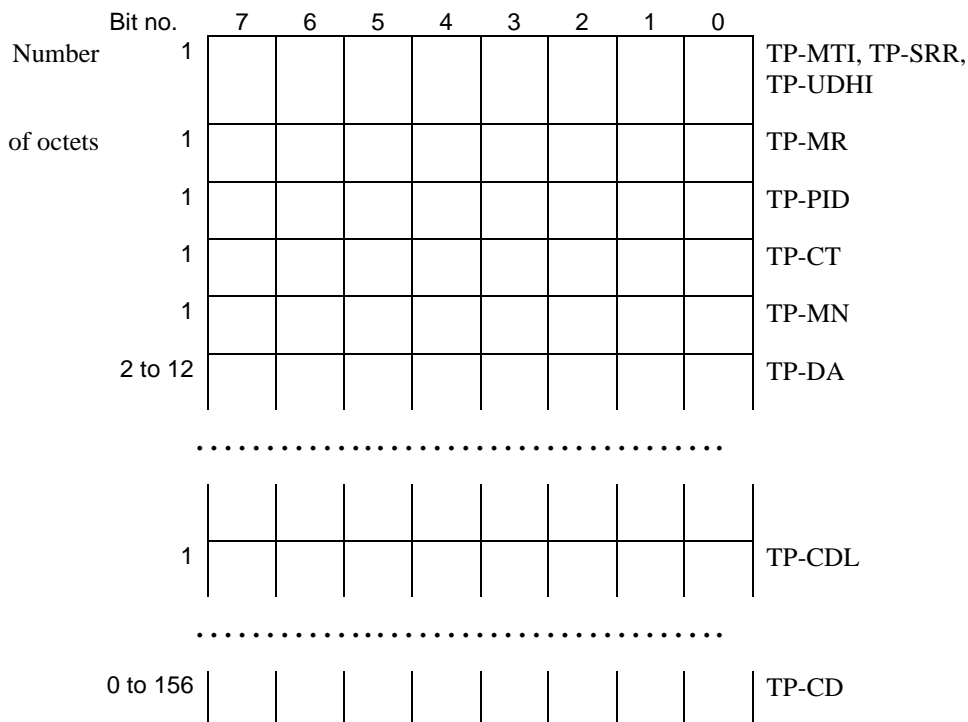 Bit no. 7 6 5 4 3 2 1 0
Number 1 TP-MTI, TP-SRR,
TP-UDHI
of octets 1 TP-MR
1 TP-PID
1 TP-CT
1 TP-MN
2 to 12 TP-DA
1 TP-CDL
0 to 156 TP-CD